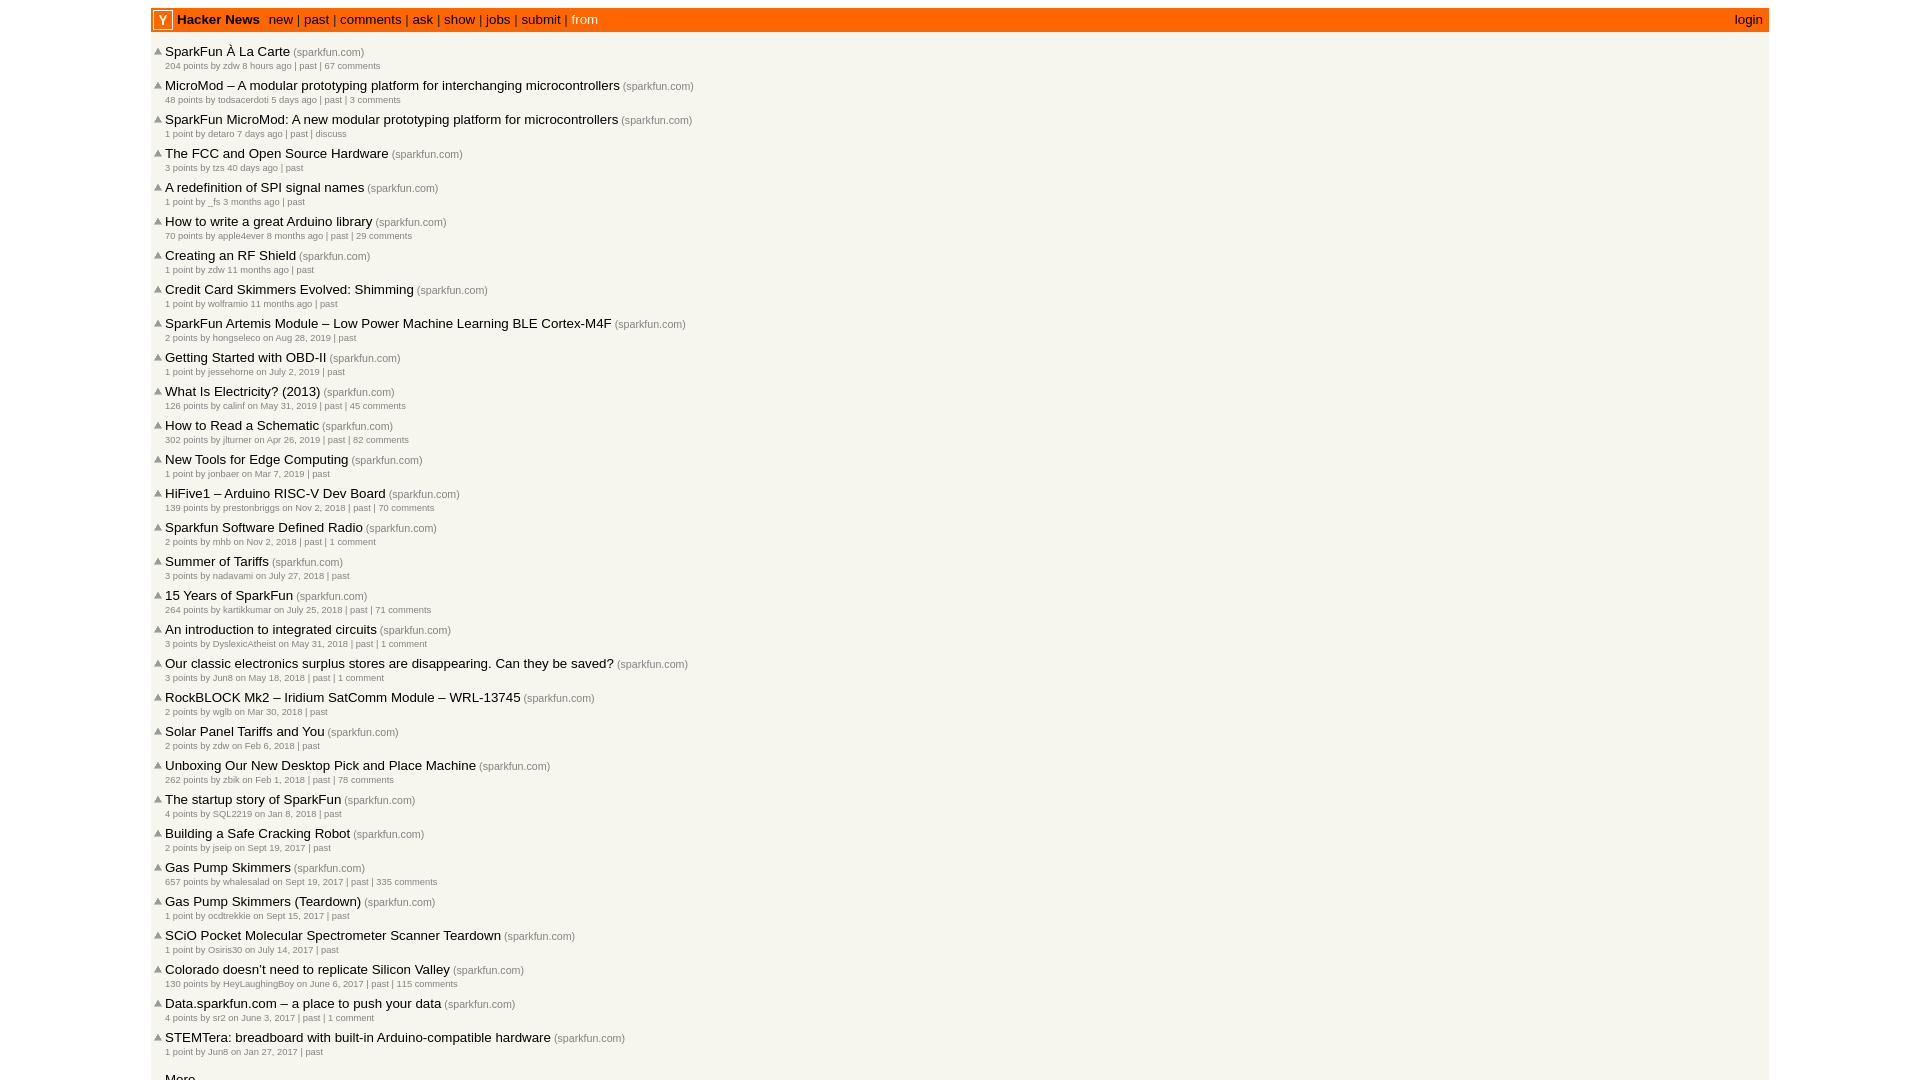 Y Hacker News new | past | comments | ask | show | jobs | submit | from login
SparkFun À La Carte (sparkfun.com)
204 points by zdw 8 hours ago | past | 67 comments
MicroMod – A modular prototyping platform for interchanging microcontrollers (sparkfun.com)
48 points by todsacerdoti 5 days ago | past | 3 comments
SparkFun MicroMod: A new modular prototyping platform for microcontrollers (sparkfun.com)
1 point by detaro 7 days ago | past | discuss
The FCC and Open Source Hardware (sparkfun.com)
3 points by tzs 40 days ago | past
A redefinition of SPI signal names (sparkfun.com)
1 point by _fs 3 months ago | past
How to write a great Arduino library (sparkfun.com)
70 points by apple4ever 8 months ago | past | 29 comments
Creating an RF Shield (sparkfun.com)
1 point by zdw 11 months ago | past
Credit Card Skimmers Evolved: Shimming (sparkfun.com)
1 point by wolframio 11 months ago | past
SparkFun Artemis Module – Low Power Machine Learning BLE Cortex-M4F (sparkfun.com)
2 points by hongseleco on Aug 28, 2019 | past
Getting Started with OBD-II (sparkfun.com)
1 point by jessehorne on July 2, 2019 | past
What Is Electricity? (2013) (sparkfun.com)
126 points by calinf on May 31, 2019 | past | 45 comments
How to Read a Schematic (sparkfun.com)
302 points by jlturner on Apr 26, 2019 | past | 82 comments
New Tools for Edge Computing (sparkfun.com)
1 point by jonbaer on Mar 7, 2019 | past
HiFive1 – Arduino RISC-V Dev Board (sparkfun.com)
139 points by prestonbriggs on Nov 2, 2018 | past | 70 comments
Sparkfun Software Defined Radio (sparkfun.com)
2 points by mhb on Nov 2, 2018 | past | 1 comment
Summer of Tariffs (sparkfun.com)
3 points by nadavami on July 27, 2018 | past
15 Years of SparkFun (sparkfun.com)
264 points by kartikkumar on July 25, 2018 | past | 71 comments
An introduction to integrated circuits (sparkfun.com)
3 points by DyslexicAtheist on May 31, 2018 | past | 1 comment
Our classic electronics surplus stores are disappearing. Can they be saved? (sparkfun.com)
3 points by Jun8 on May 18, 2018 | past | 1 comment
RockBLOCK Mk2 – Iridium SatComm Module – WRL-13745 (sparkfun.com)
2 points by wglb on Mar 30, 2018 | past
Solar Panel Tariffs and You (sparkfun.com)
2 points by zdw on Feb 6, 2018 | past
Unboxing Our New Desktop Pick and Place Machine (sparkfun.com)
262 points by zbik on Feb 1, 2018 | past | 78 comments
The startup story of SparkFun (sparkfun.com)
4 points by SQL2219 on Jan 8, 2018 | past
Building a Safe Cracking Robot (sparkfun.com)
2 points by jseip on Sept 19, 2017 | past
Gas Pump Skimmers (sparkfun.com)
657 points by whalesalad on Sept 19, 2017 | past | 335 comments
Gas Pump Skimmers (Teardown) (sparkfun.com)
1 point by ocdtrekkie on Sept 15, 2017 | past
SCiO Pocket Molecular Spectrometer Scanner Teardown (sparkfun.com)
1 point by Osiris30 on July 14, 2017 | past
Colorado doesn’t need to replicate Silicon Valley (sparkfun.com)
130 points by HeyLaughingBoy on June 6, 2017 | past | 115 comments
Data.sparkfun.com – a place to push your data (sparkfun.com)
4 points by sr2 on June 3, 2017 | past | 1 comment
STEMTera: breadboard with built-in Arduino-compatible hardware (sparkfun.com)
1 point by Jun8 on Jan 27, 2017 | past
More